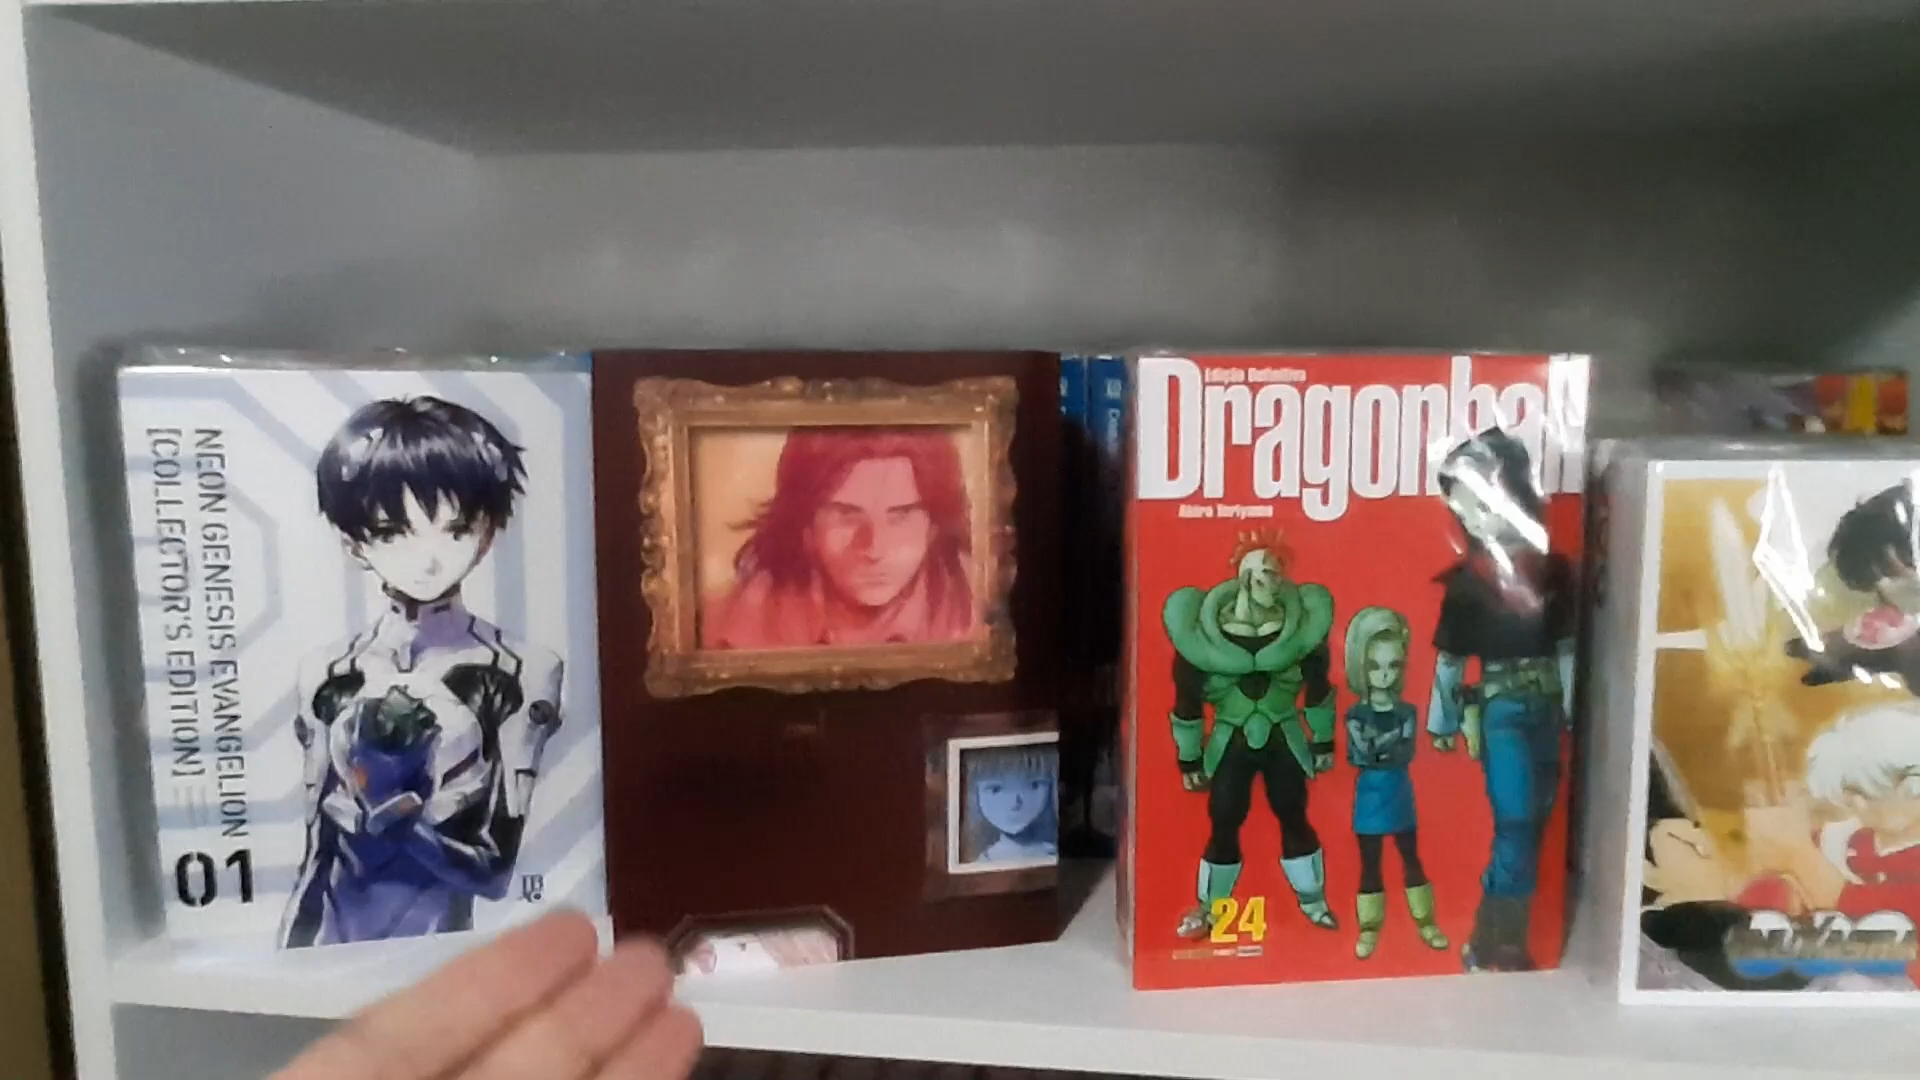 NEON GENESIS EVANGELION
[COLLECTOR'S EDITION]
01
Edição Definitiva
Dragonball
Akira Toriyama
24